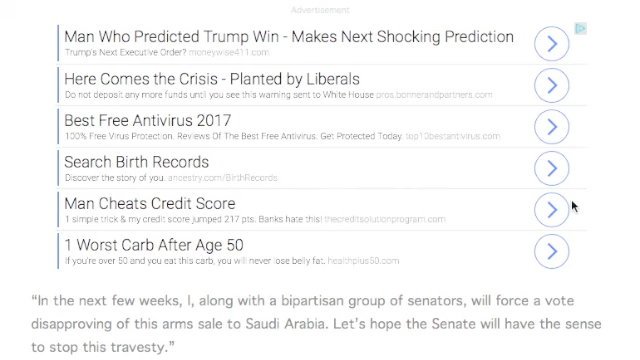 Advertisement
Man Who Predicted Trump Win - Makes Next Shocking Prediction
Trump's Next Executive Order? moneywise411.com
Here Comes the Crisis - Planted by Liberals
Do not deposit any more funds until you see this warning sent to White House pros.bonnerandpartners.com
Best Free Antivirus 2017
100% Free Virus Protection. Reviews Of The Best Free Antivirus. Get Protected Today. top10bestantivirus.com
Search Birth Records
Discover the story of you. ancestry.com/BirthRecords
Man Cheats Credit Score
1 simple trick & my credit score jumped 217 pts. Banks hate this! thecreditsolutionprogram.com
1 Worst Carb After Age 50
If you're over 50 and you eat this carb, you will never lose belly fat. healthplus50.com
“In the next few weeks, I, along with a bipartisan group of senators, will force a vote
disapproving of this arms sale to Saudi Arabia. Let’s hope the Senate will have the sense
to stop this travesty.”